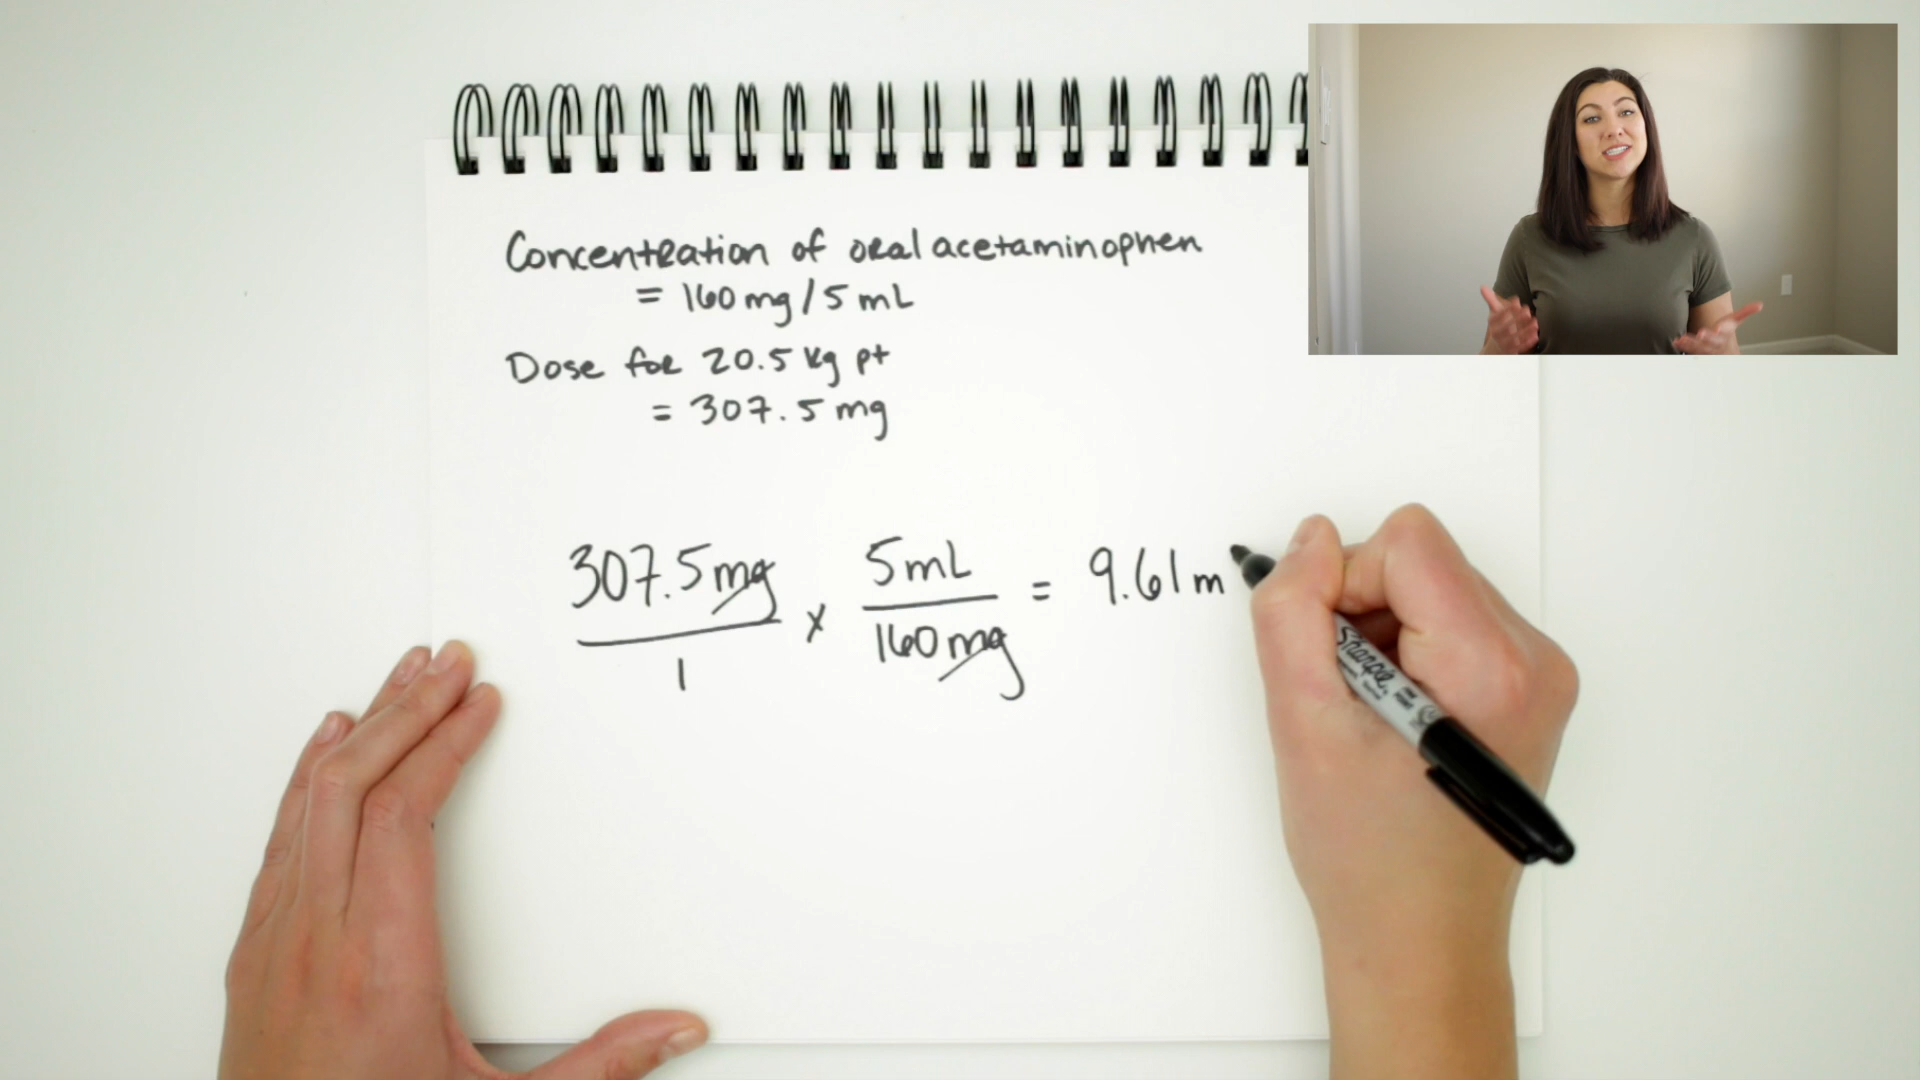 Concentration of oral acetaminophen
= 160 mg / 5 mL
Dose for 20.5 kg pt
= 307.5 mg
307.5 mg
1
x
5 mL
160 mg
= 9.61 m
Sharpie